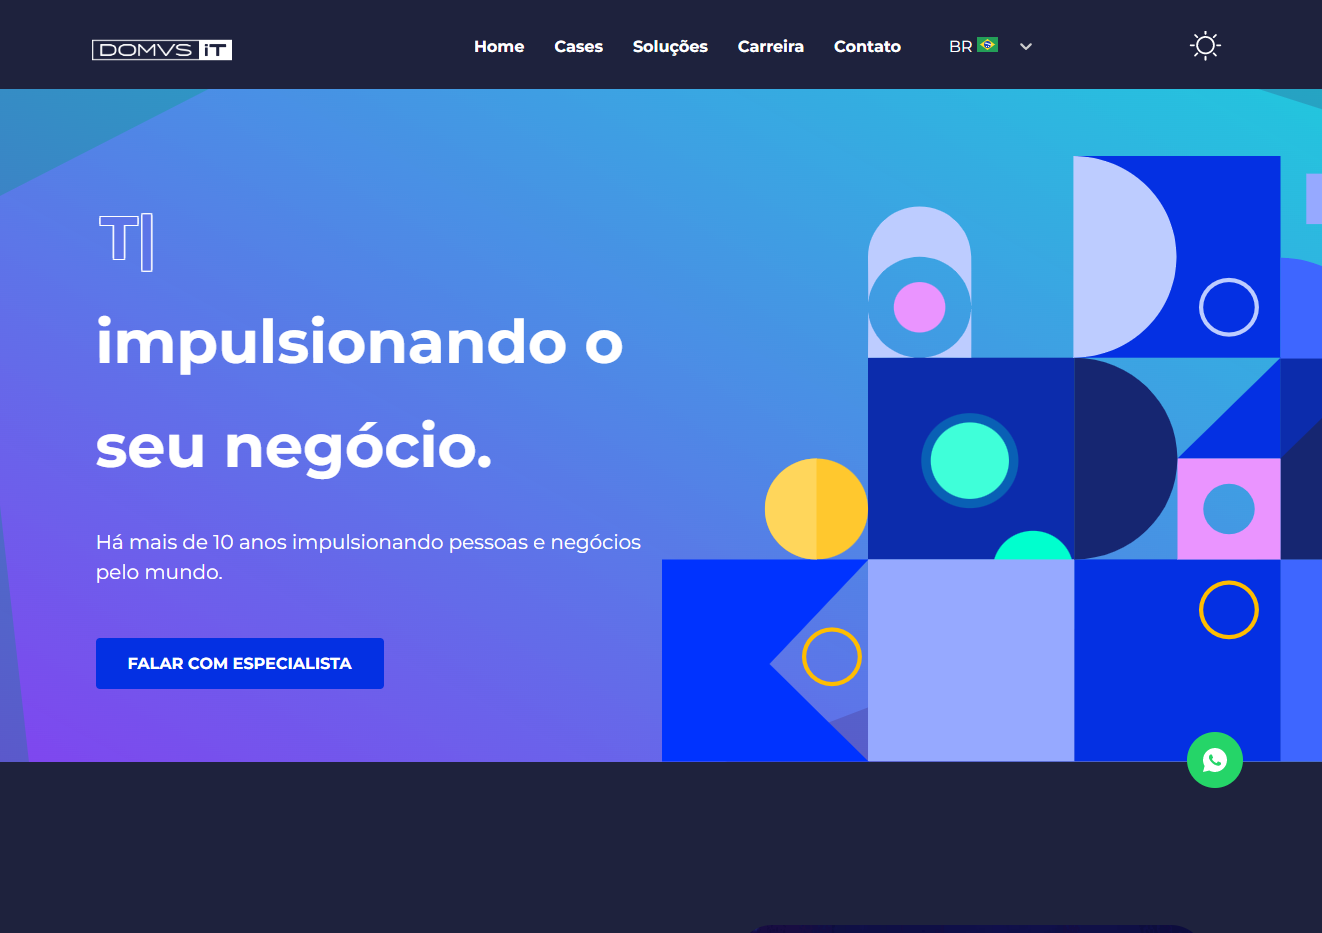 DOMVS iT
Home Cases Soluções Carreira Contato BR
T|
impulsionando o
seu negócio.
Há mais de 10 anos impulsionando pessoas e negócios
pelo mundo.
FALAR COM ESPECIALISTA